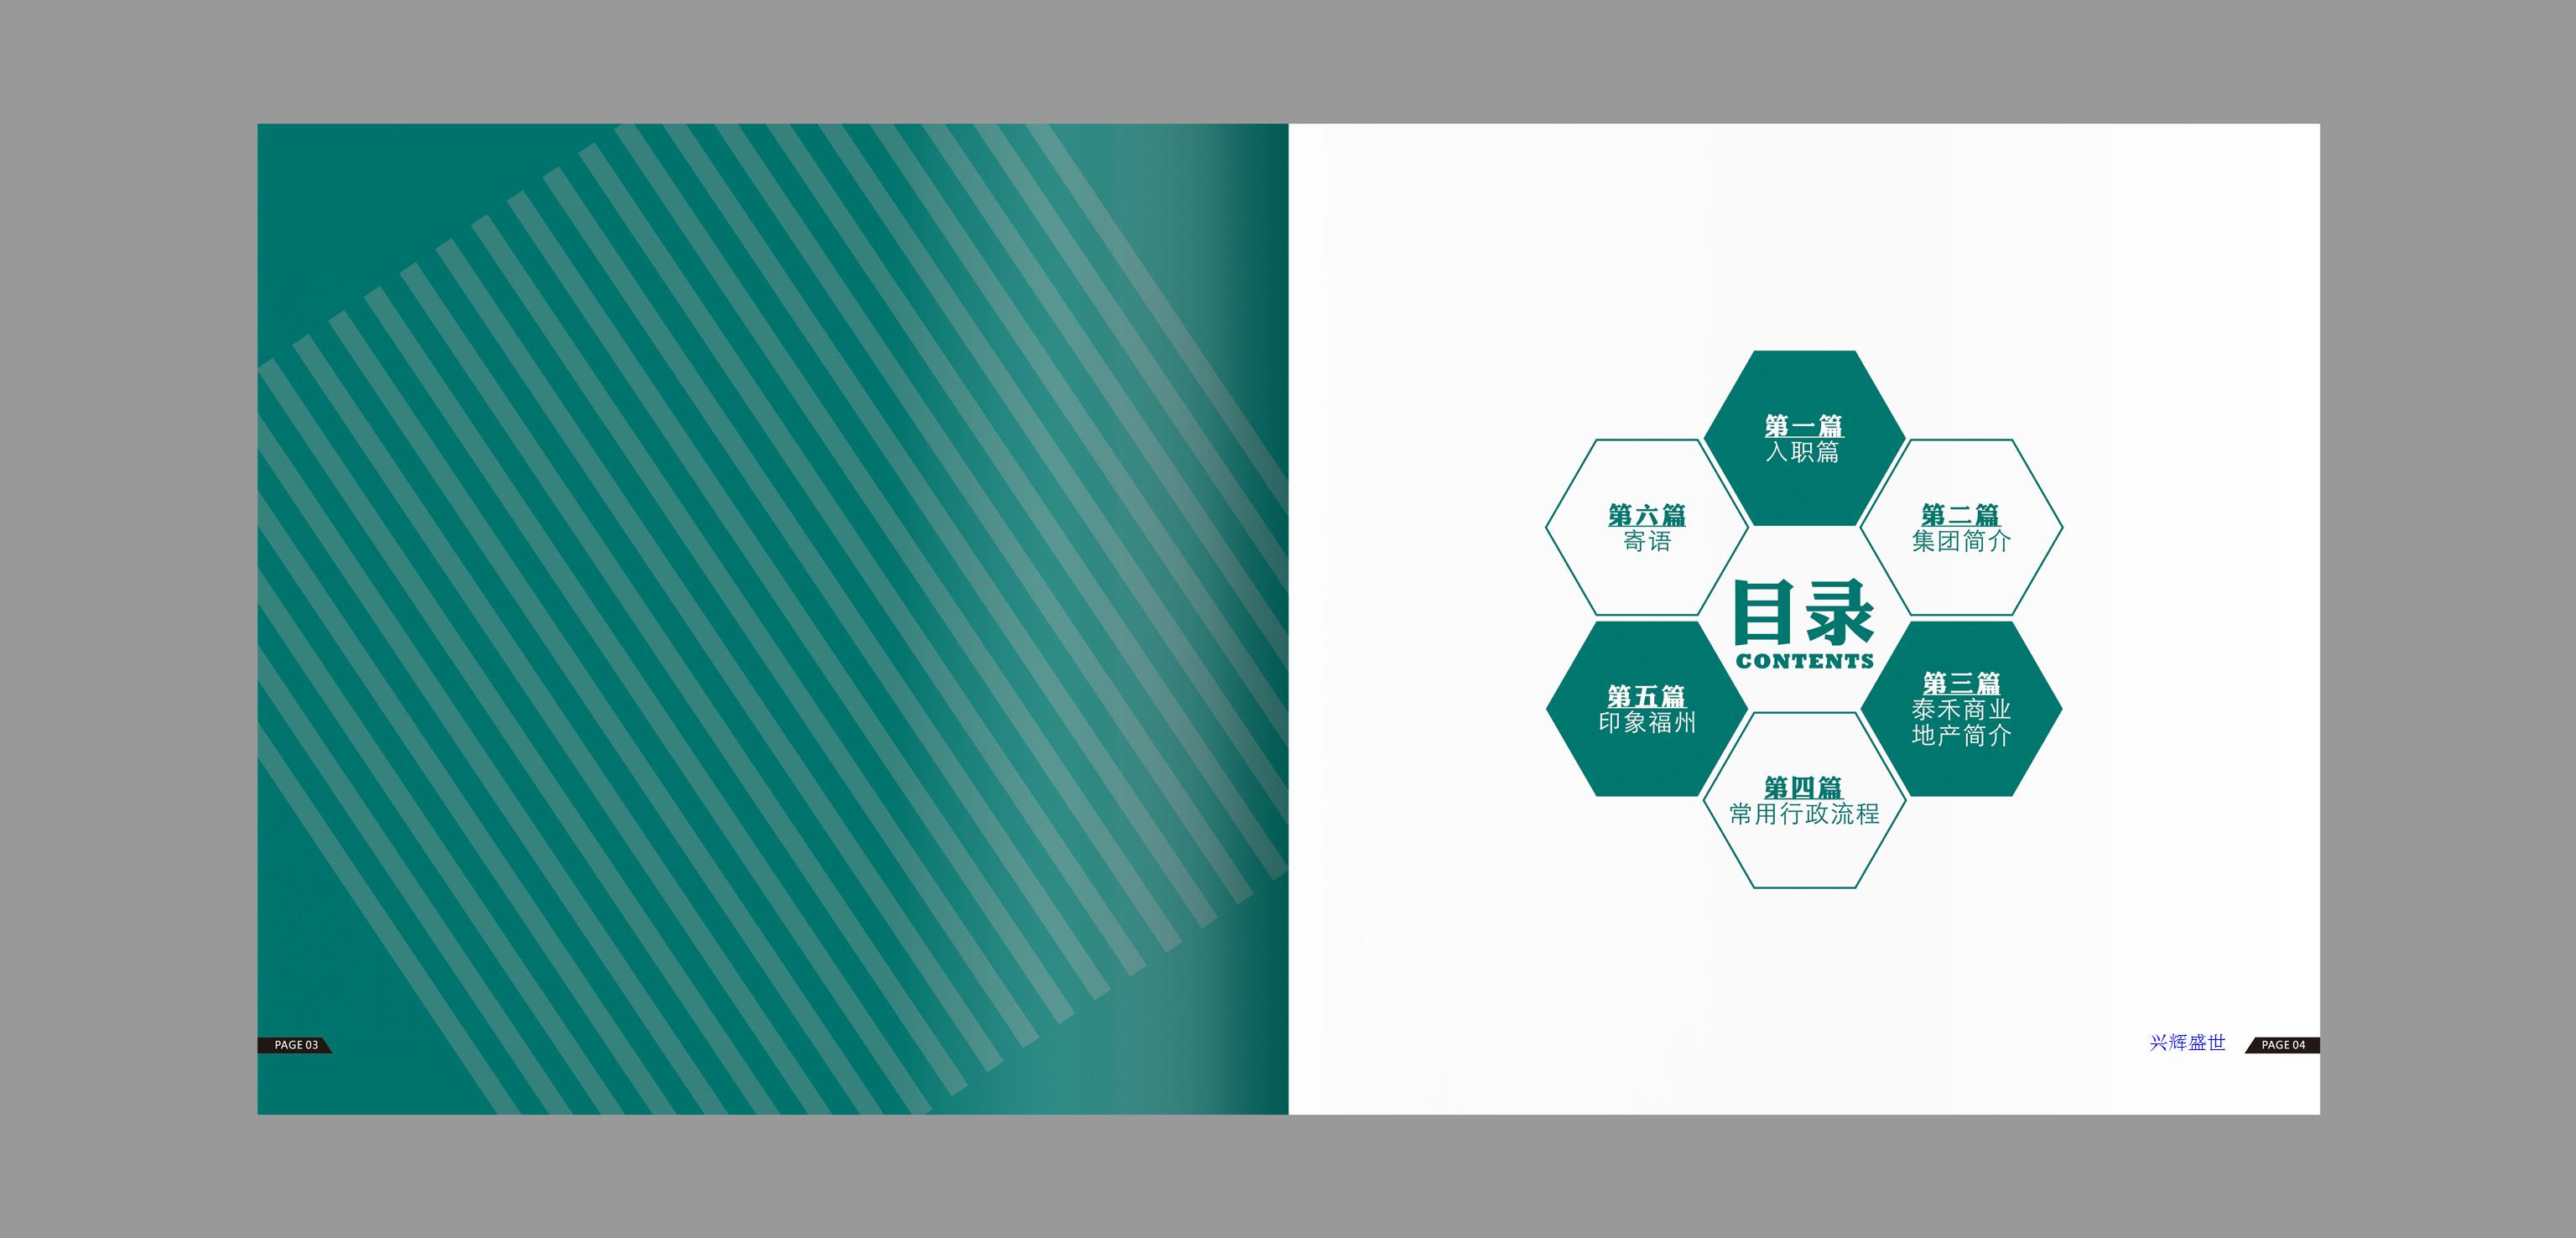 第一篇
入职篇
第二篇
集团简介
第三篇
泰禾商业
地产简介
第四篇
常用行政流程
第五篇
印象福州
第六篇
寄语
目录
CONTENTS
PAGE 03
兴辉盛世
PAGE 04